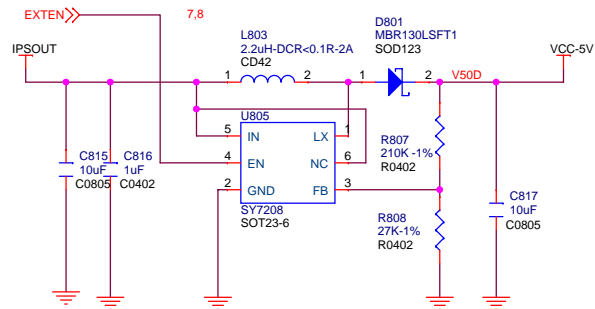 EXTEN 7,8
IPSOUT
L803
2.2uH-DCR<0.1R-2A
CD42
1 2
D801
MBR130LSFT1
SOD123
1 2
V50D
VCC-5V
U805
5 IN LX 1
4 EN NC 6
2 GND FB 3
SY7208
SOT23-6
C815
10uF
C0805
C816
1uF
C0402
R807
210K -1%
R0402
R808
27K-1%
R0402
C817
10uF
C0805